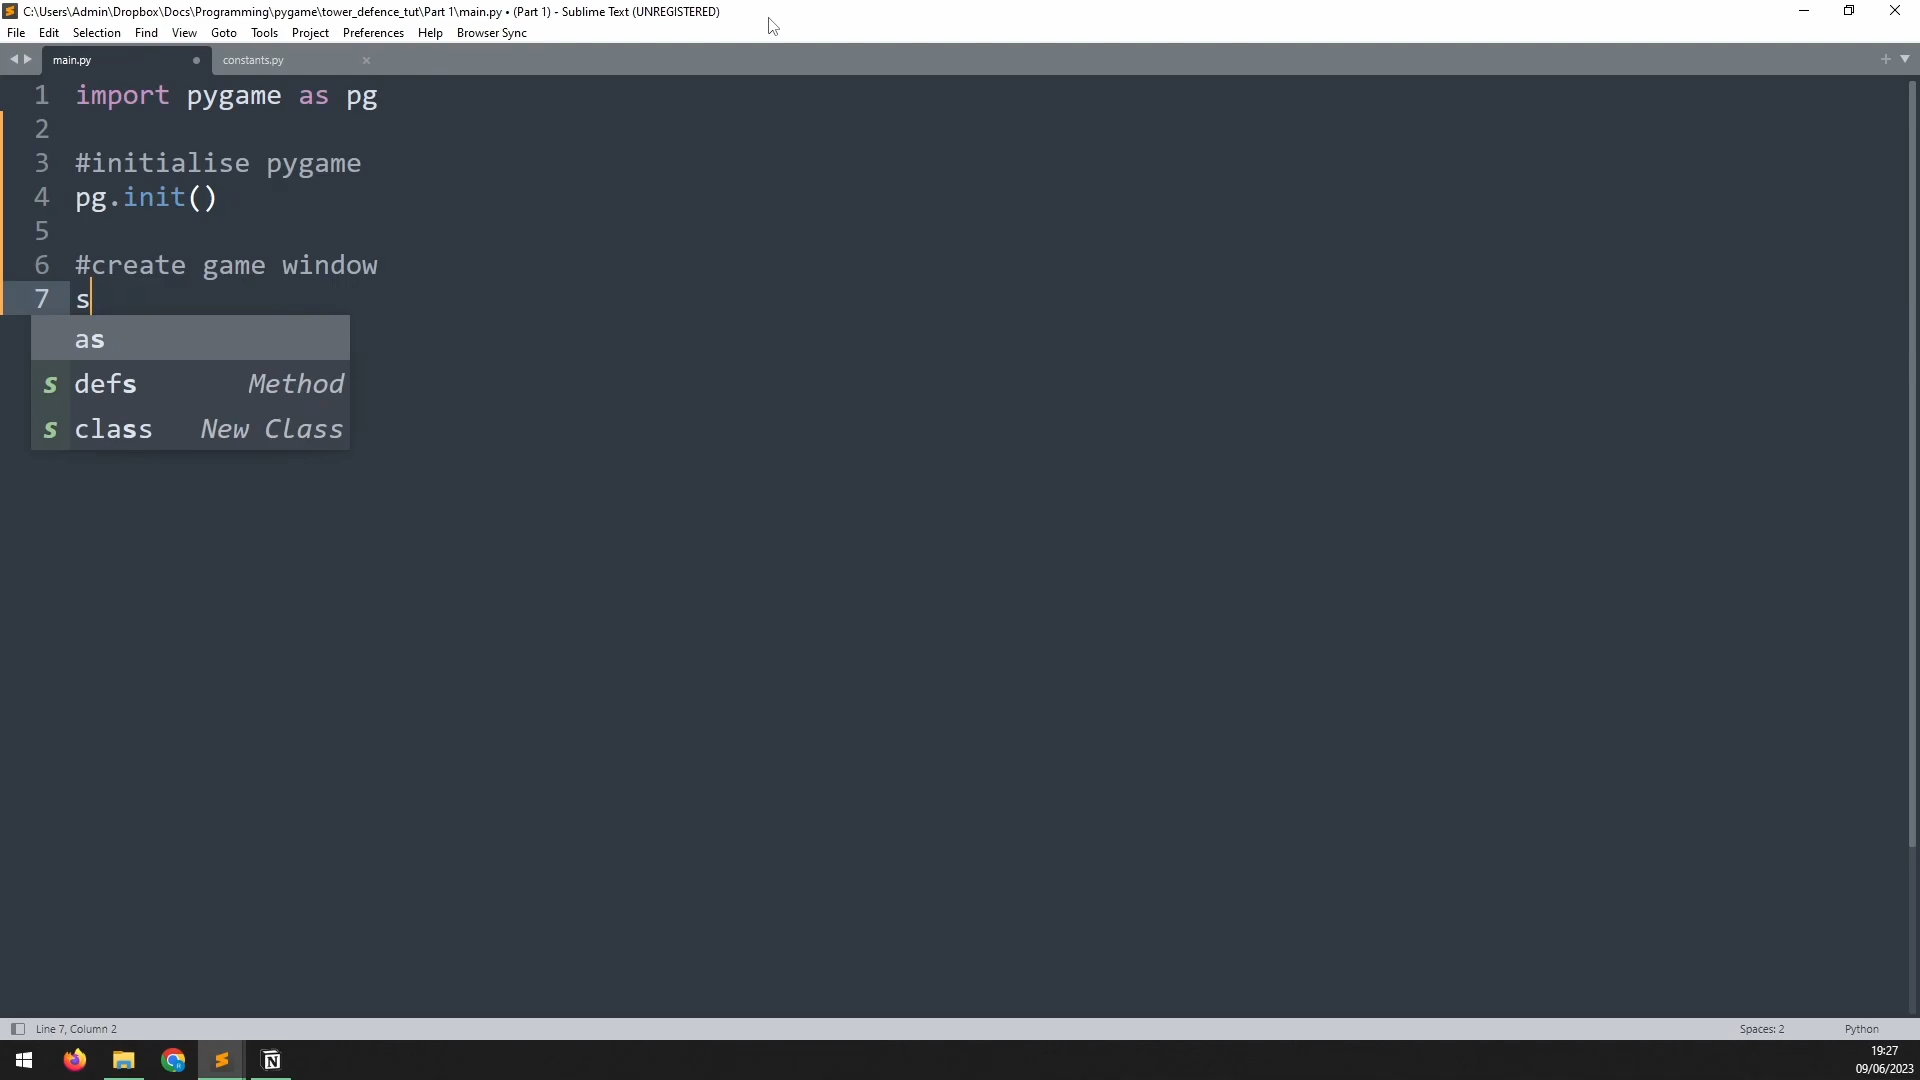 C:\Users\Admin\Dropbox\Docs\Programming\pygame\tower_defence_tut\Part 1\main.py • (Part 1) - Sublime Text (UNREGISTERED)
File Edit Selection Find View Goto Tools Project Preferences Help Browser Sync
main.py constants.py
1 import pygame as pg
2
3 #initialise pygame
4 pg.init()
5
6 #create game window
7 s
as
s defs Method
s class New Class
Line 7, Column 2 Spaces: 2 Python
19:27
09/06/2023